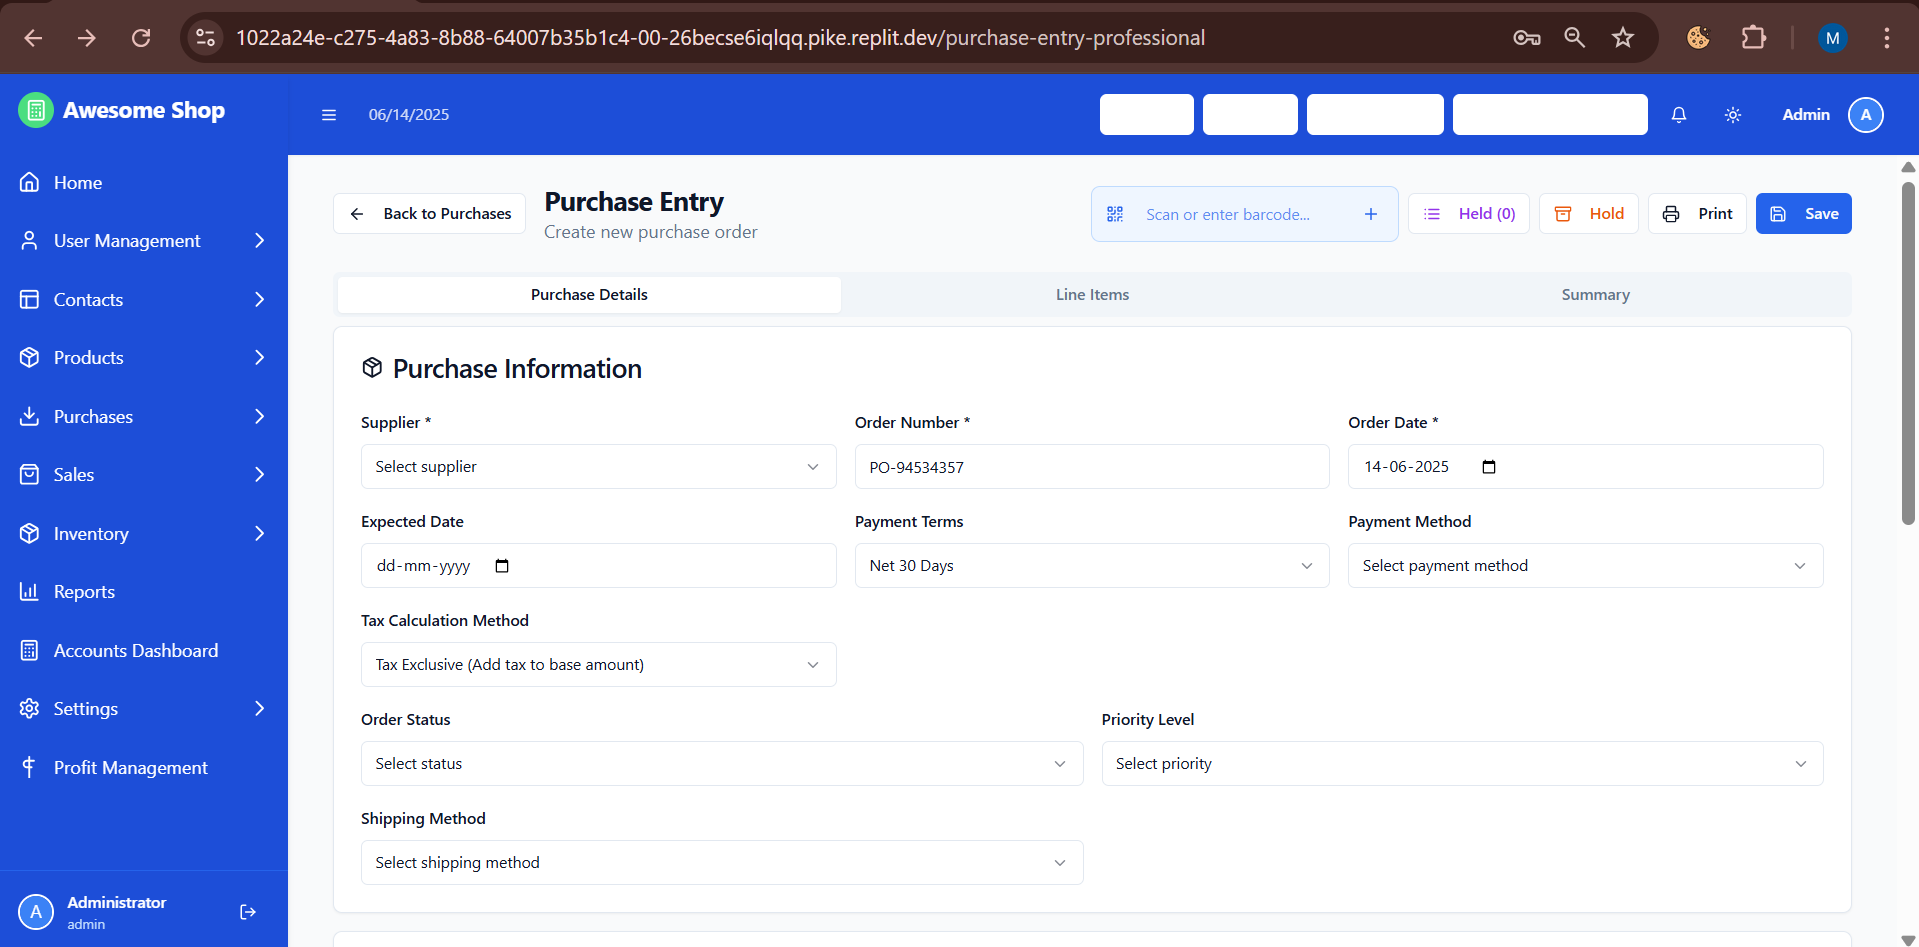 1022a24e-c275-4a83-8b88-64007b35b1c4-00-26becse6iqlqq.pike.replit.dev/purchase-entry-professional
M
Awesome Shop
06/14/2025
Admin
A
Home
User Management
Contacts
Products
Purchases
Sales
Inventory
Reports
Accounts Dashboard
Settings
Profit Management
A
Administrator
admin
Back to Purchases
Purchase Entry
Create new purchase order
Scan or enter barcode...
Held (0)
Hold
Print
Save
Purchase Details
Line Items
Summary
Purchase Information
Supplier *
Select supplier
Order Number *
PO-94534357
Order Date *
14-06-2025
Expected Date
dd-mm-yyyy
Payment Terms
Net 30 Days
Payment Method
Select payment method
Tax Calculation Method
Tax Exclusive (Add tax to base amount)
Order Status
Select status
Priority Level
Select priority
Shipping Method
Select shipping method